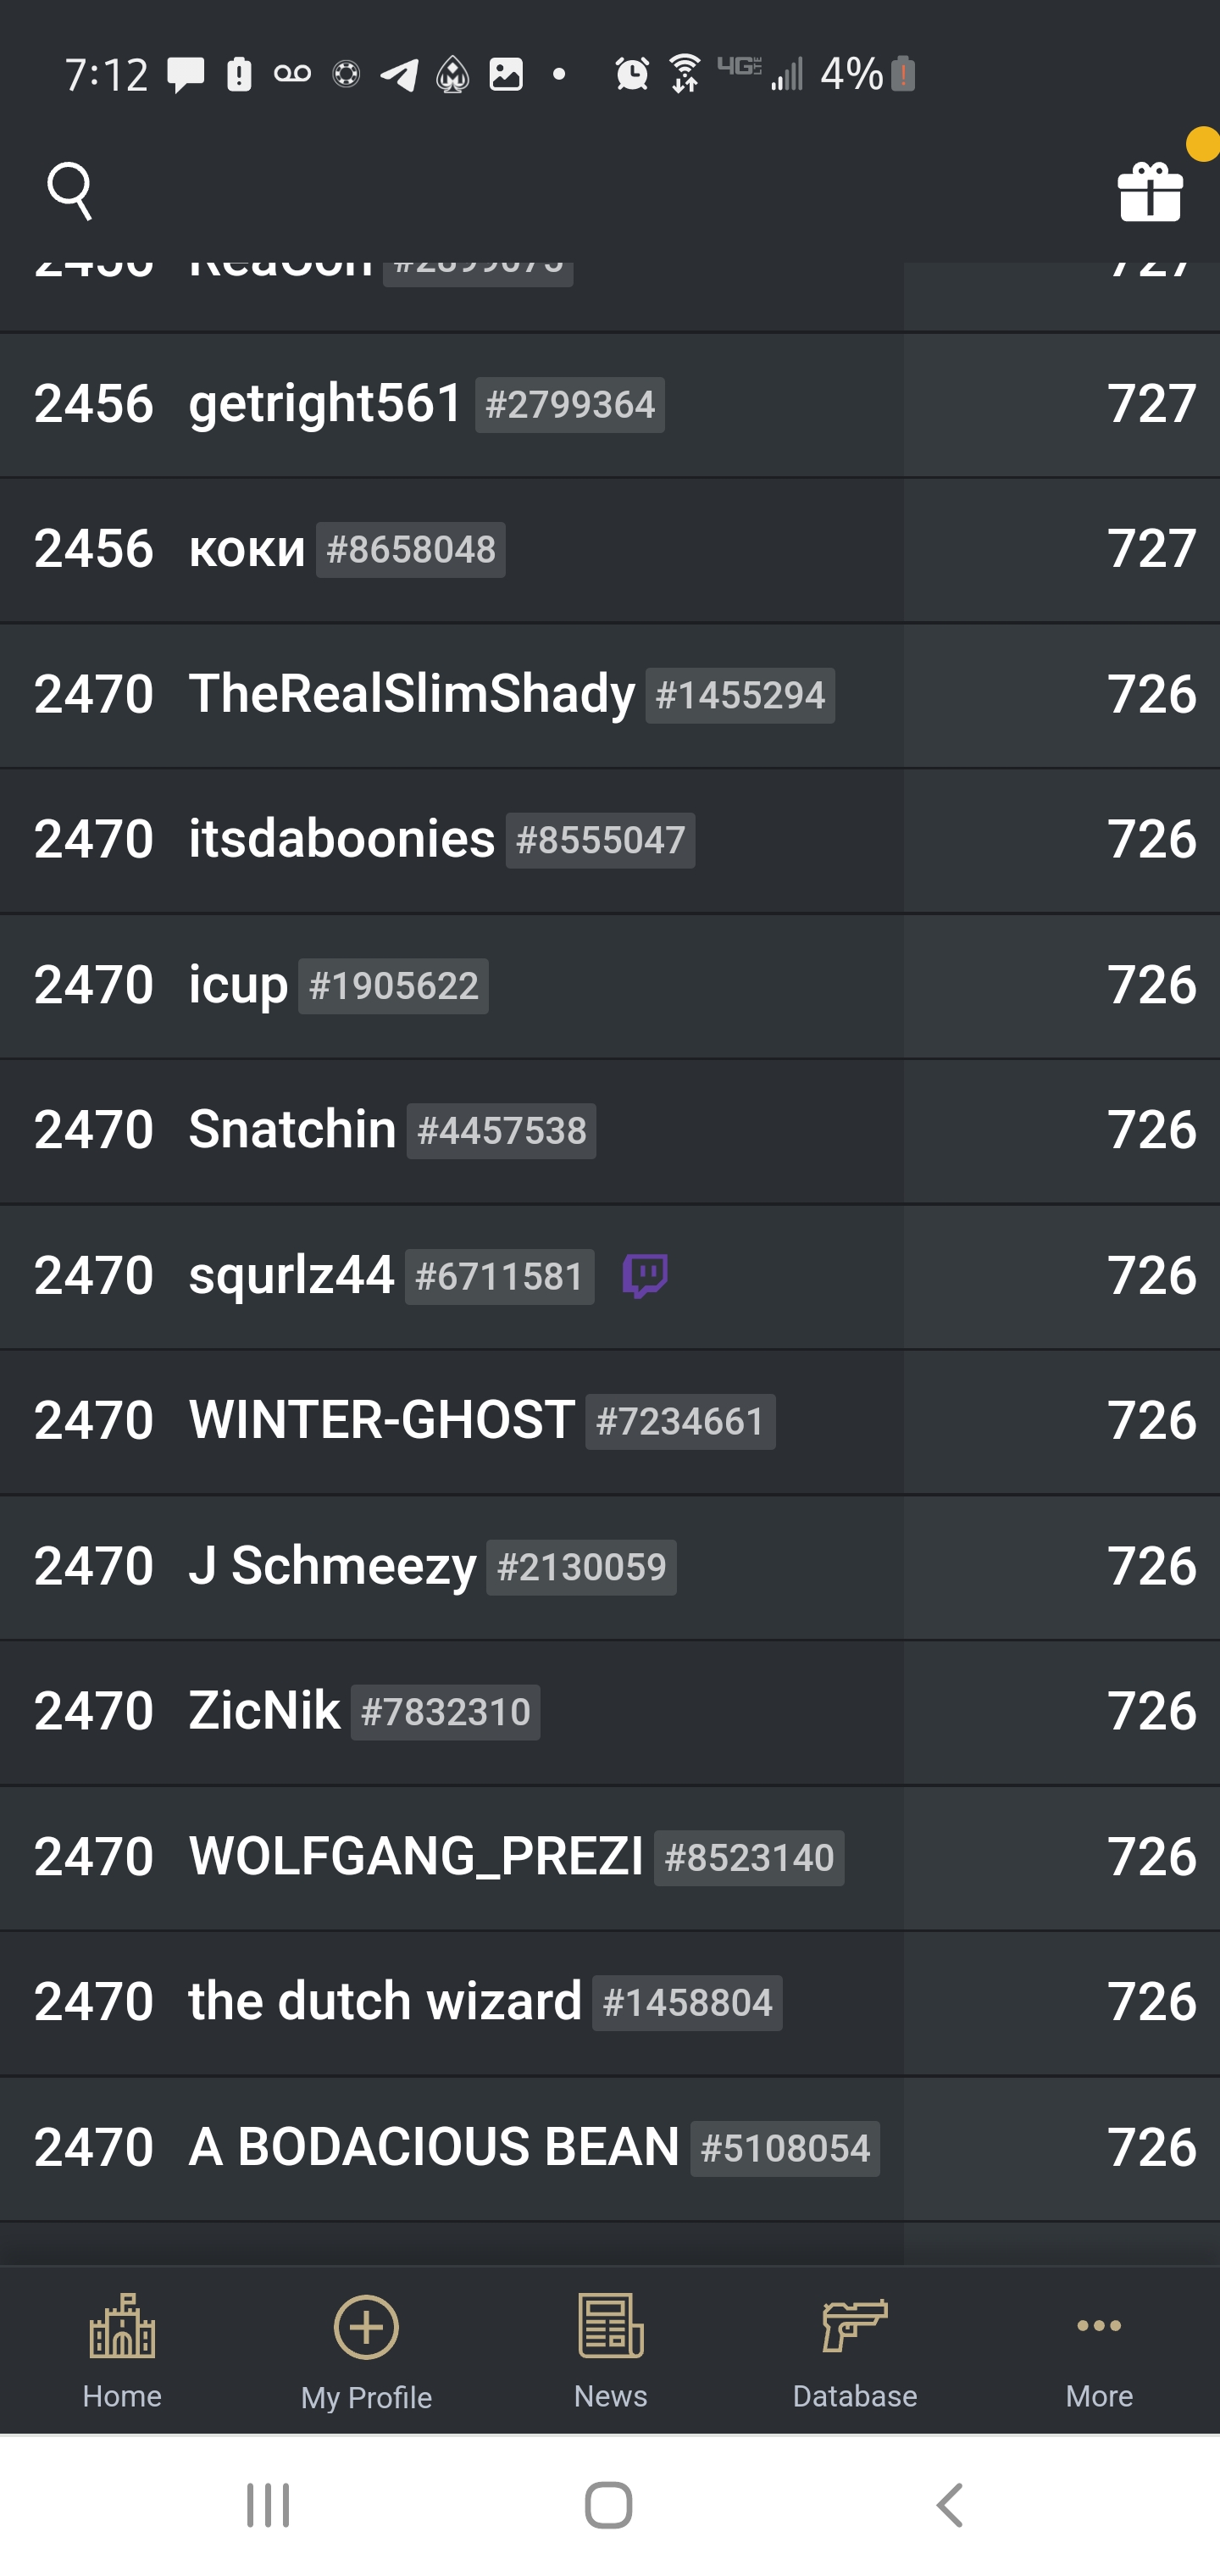 7:12 4G LTE 4%
727
2456 getright561 #2799364 727
2456 коки #8658048 727
2470 TheRealSlimShady #1455294 726
2470 itsdaboonies #8555047 726
2470 icup #1905622 726
2470 Snatchin #4457538 726
2470 squrlz44 #6711581 726
2470 WINTER-GHOST #7234661 726
2470 J Schmeezy #2130059 726
2470 ZicNik #7832310 726
2470 WOLFGANG_PREZI #8523140 726
2470 the dutch wizard #1458804 726
2470 A BODACIOUS BEAN #5108054 726
Home My Profile News Database More